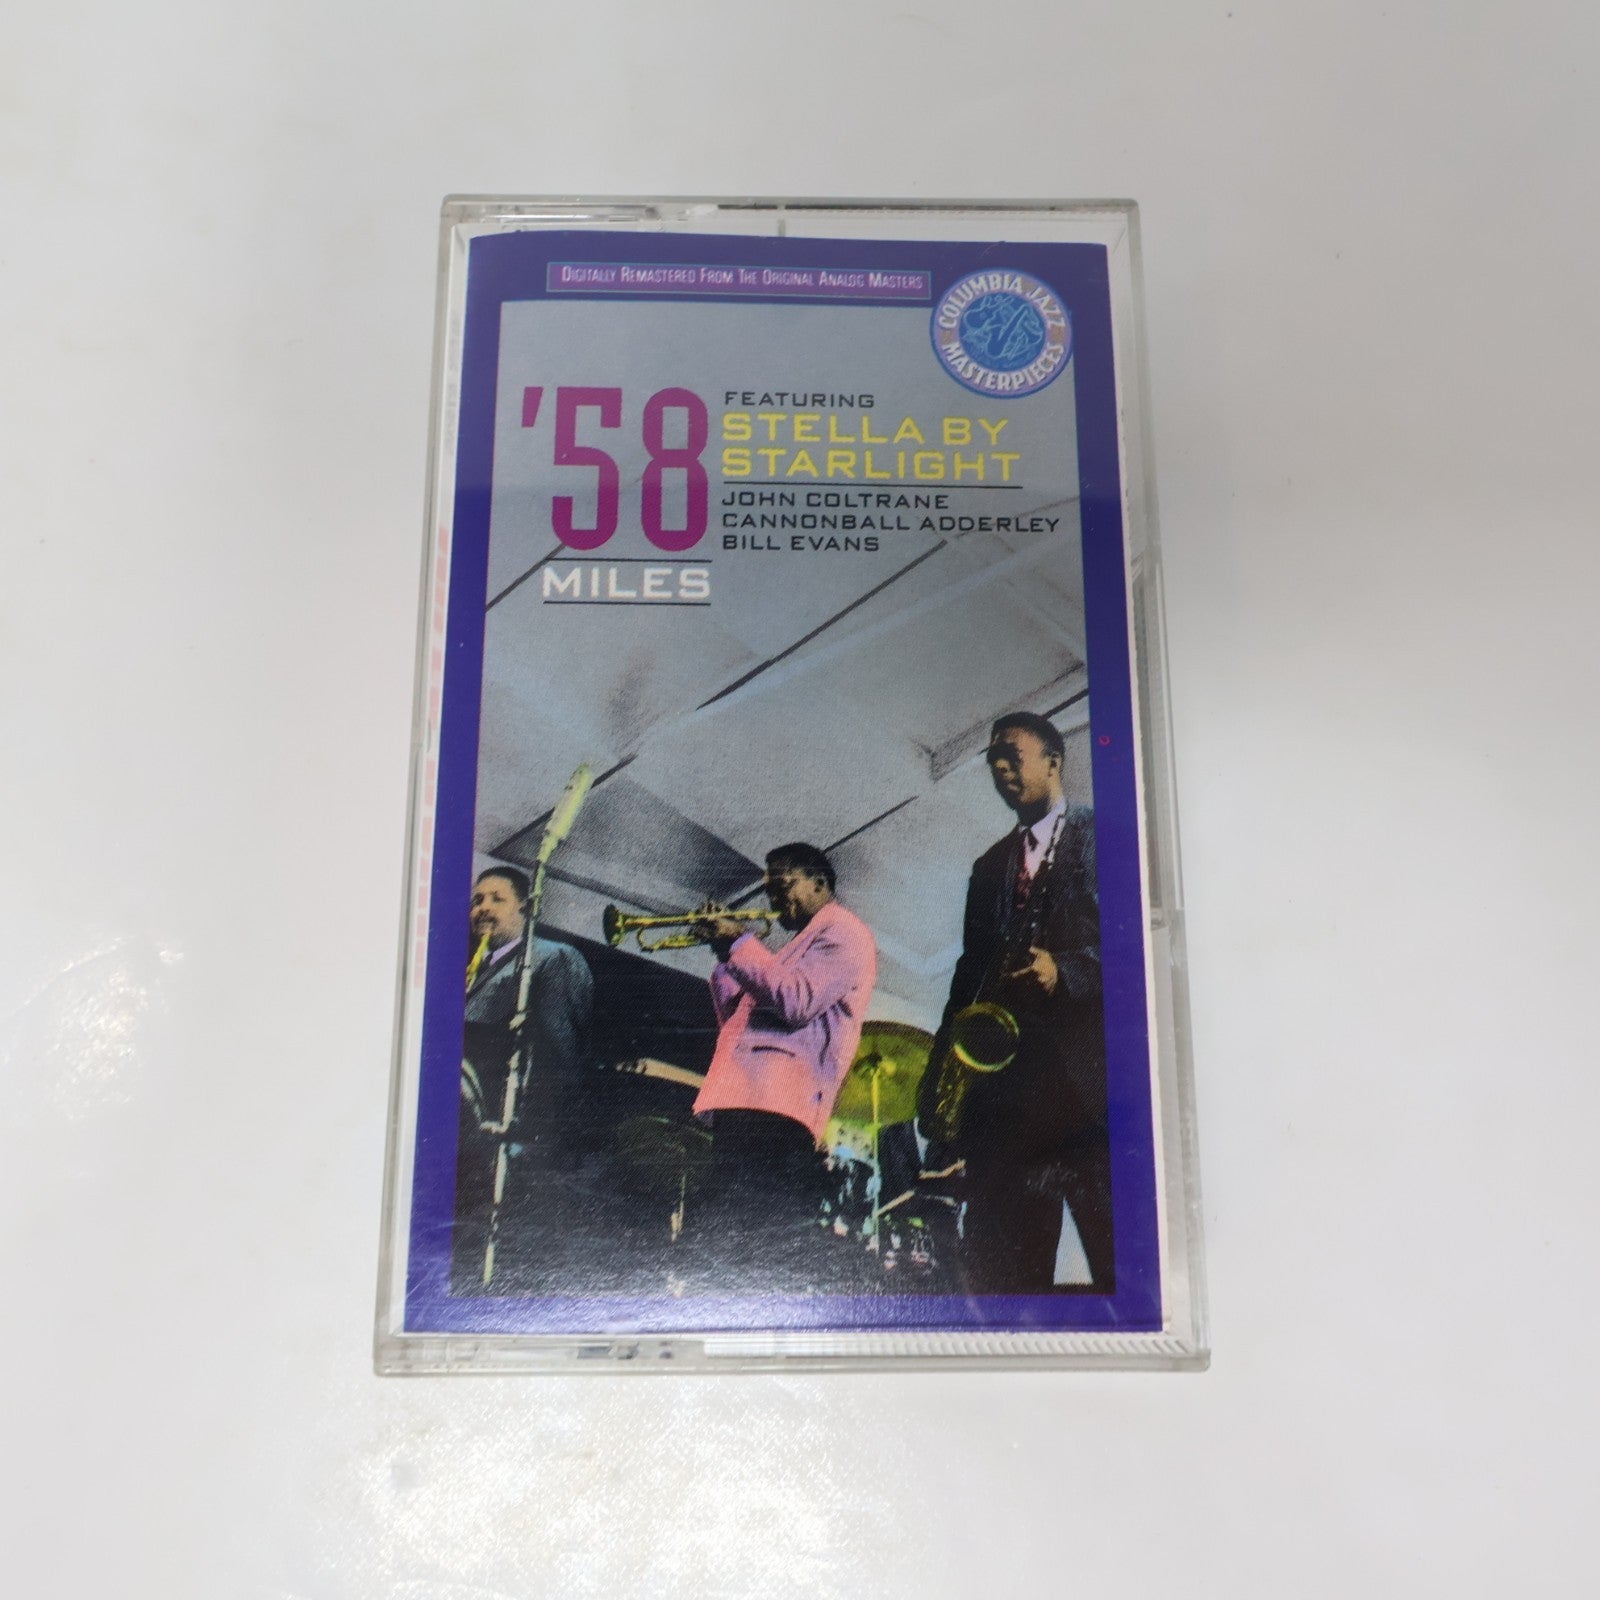 DIGITALLY REMASTERED FROM THE ORIGINAL ANALOG MASTERS
COLUMBIA JAZZ
MASTERPIECES
'58
MILES
FEATURING
STELLA BY
STARLIGHT
JOHN COLTRANE
CANNONBALL ADDERLEY
BILL EVANS